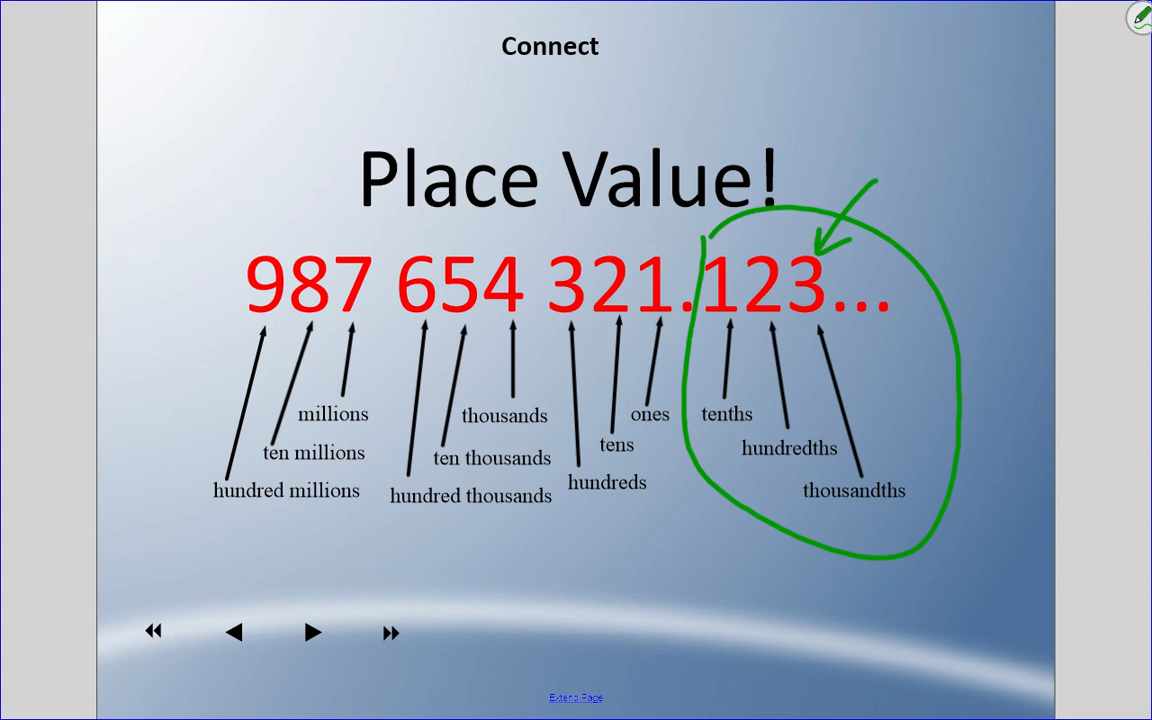 Connect
Place Value!
987 654 321.123...
millions thousands ones tenths
ten millions ten thousands tens hundredths
hundred millions hundred thousands hundreds thousandths
Extend Page